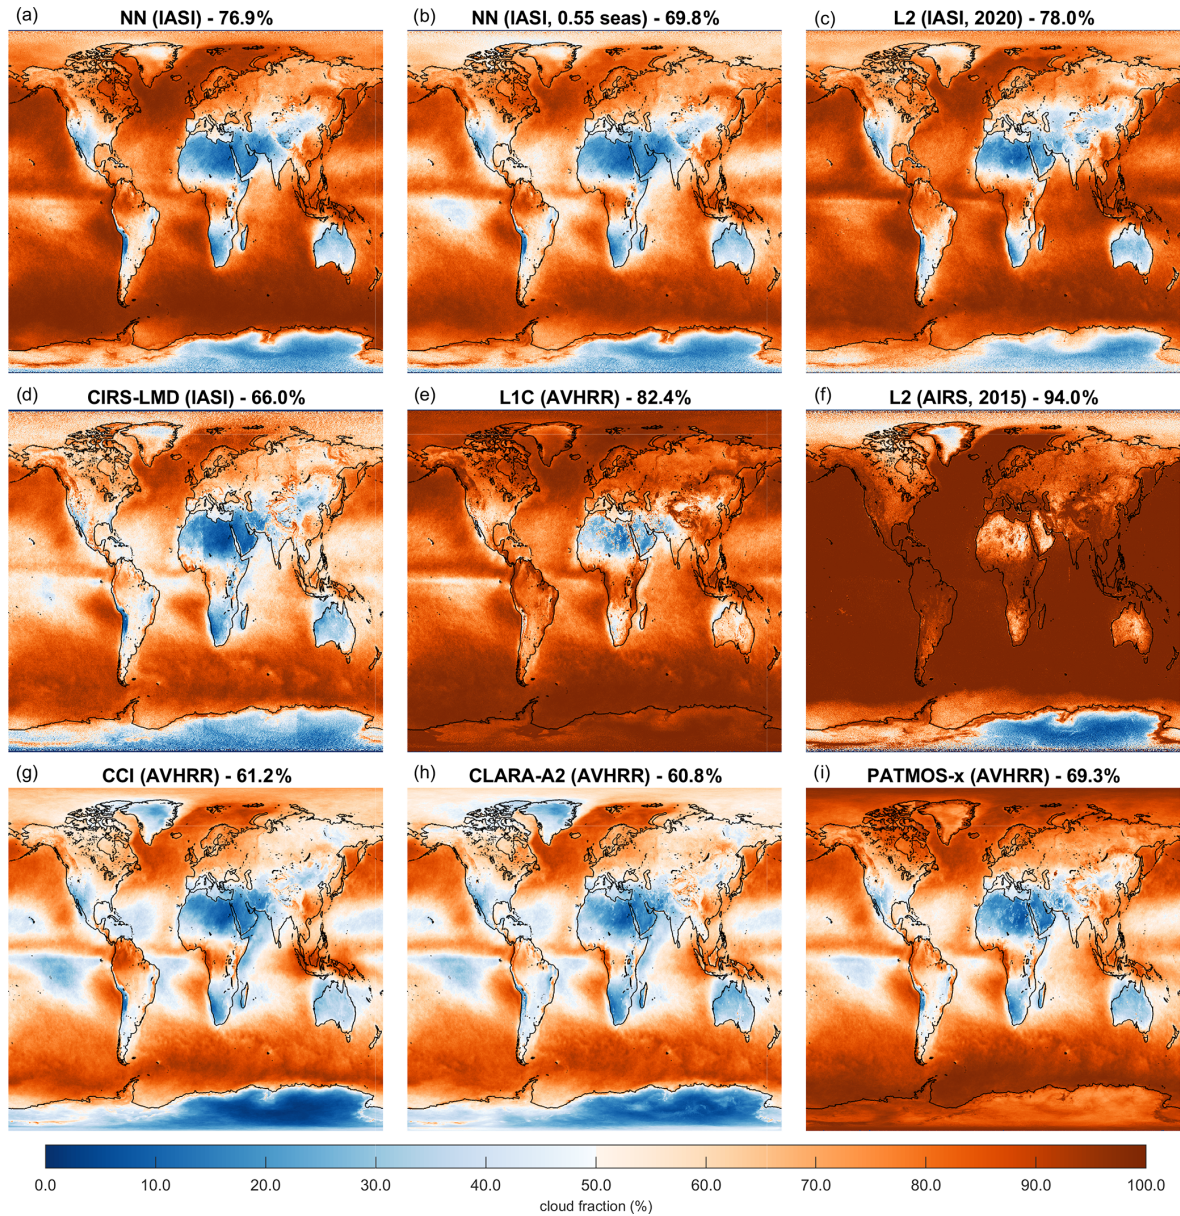 (a) NN (IASI) - 76.9%
(b) NN (IASI, 0.55 seas) - 69.8%
(c) L2 (IASI, 2020) - 78.0%
(d) CIRS-LMD (IASI) - 66.0%
(e) L1C (AVHRR) - 82.4%
(f) L2 (AIRS, 2015) - 94.0%
(g) CCI (AVHRR) - 61.2%
(h) CLARA-A2 (AVHRR) - 60.8%
(i) PATMOS-x (AVHRR) - 69.3%
0.0 10.0 20.0 30.0 40.0 50.0 60.0 70.0 80.0 90.0 100.0
cloud fraction (%)